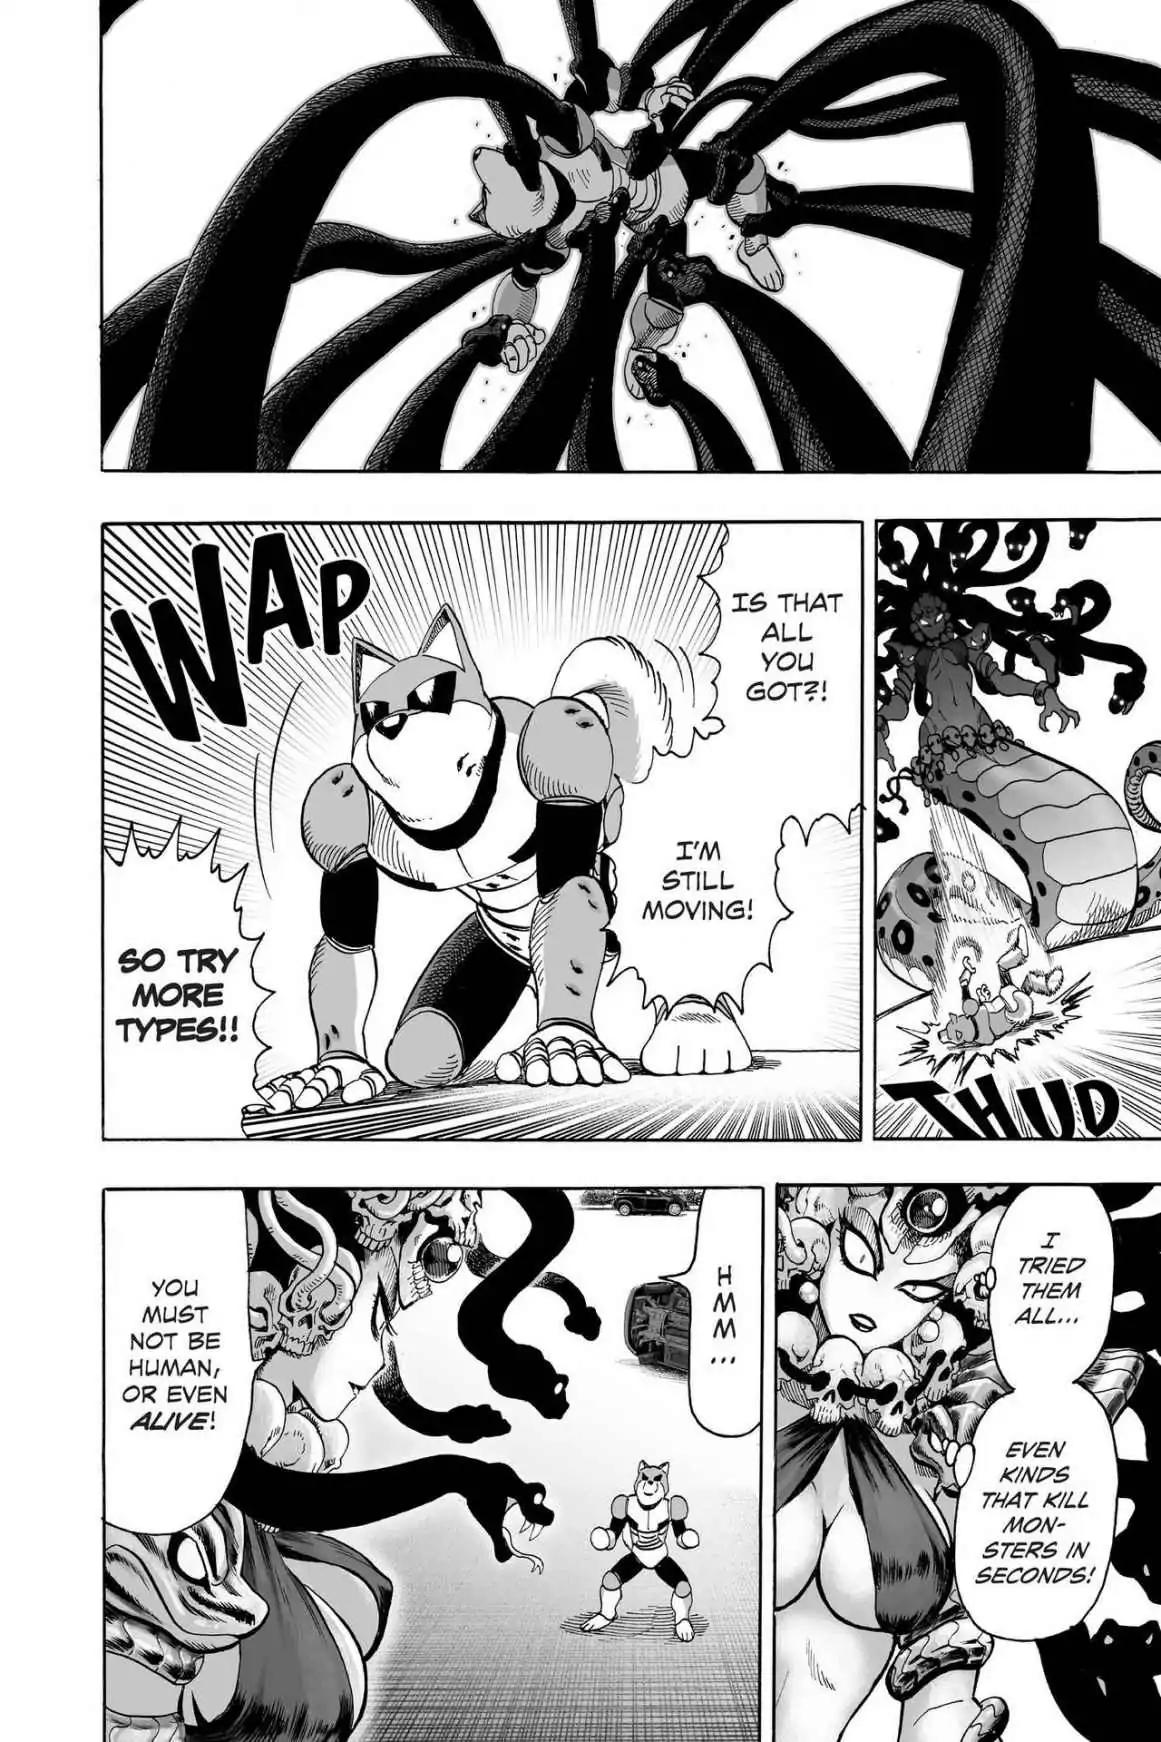 THUD
WAP
IS THAT
ALL
YOU
GOT?!
I'M
STILL
MOVING!
SO TRY
MORE
TYPES!!
I
TRIED
THEM
ALL...
EVEN
KINDS
THAT KILL
MON-
STERS IN
SECONDS!
HMM...
YOU
MUST
NOT BE
HUMAN,
OR EVEN
ALIVE!